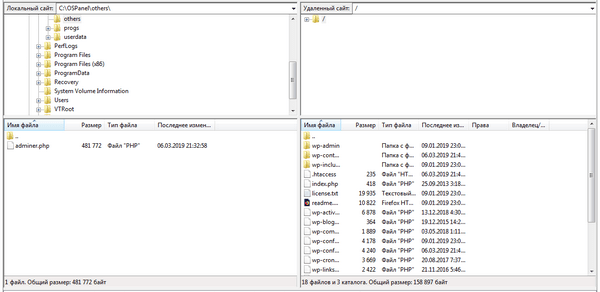 Локальный сайт: C:\OSPanel\others\
others
progs
userdata
PerfLogs
Program Files
Program Files (x86)
ProgramData
Recovery
System Volume Information
Users
VTRoot
Имя файла Размер Тип файла Последнее измен...
..
adminer.php 481 772 Файл "PHP" 06.03.2019 21:32:58
1 файл. Общий размер: 481 772 байт
Удаленный сайт: /
/
Имя файла Размер Тип файла Последнее из... Права Владелец/...
..
wp-admin Папка с ф... 09.01.2019 23:0...
wp-cont... Папка с ф... 06.03.2019 21:4...
wp-inclu... Папка с ф... 09.01.2019 23:0...
.htaccess 235 Файл "HT... 06.03.2019 21:4...
index.php 418 Файл "PHP" 25.09.2013 3:18...
license.txt 19 935 Текстовый... 09.01.2019 23:0...
readme.... Firefox HT... 09.01.2019 23:0...
wp-activ... 6 878 Файл "PHP" 13.12.2018 4:30...
wp-blog... 364 Файл "PHP" 19.12.2015 14:2...
wp-com... 1 889 Файл "PHP" 03.05.2018 1:11...
wp-conf... 4 178 Файл "PHP" 09.01.2019 23:0...
wp-conf... 4 240 Файл "PHP" 06.03.2019 21:4...
wp-cron... 3 669 Файл "PHP" 20.08.2017 7:37...
wp-links... 2 422 Файл "PHP" 21.11.2016 5:46...
18 файлов и 3 каталога. Общий размер: 158 897 байт